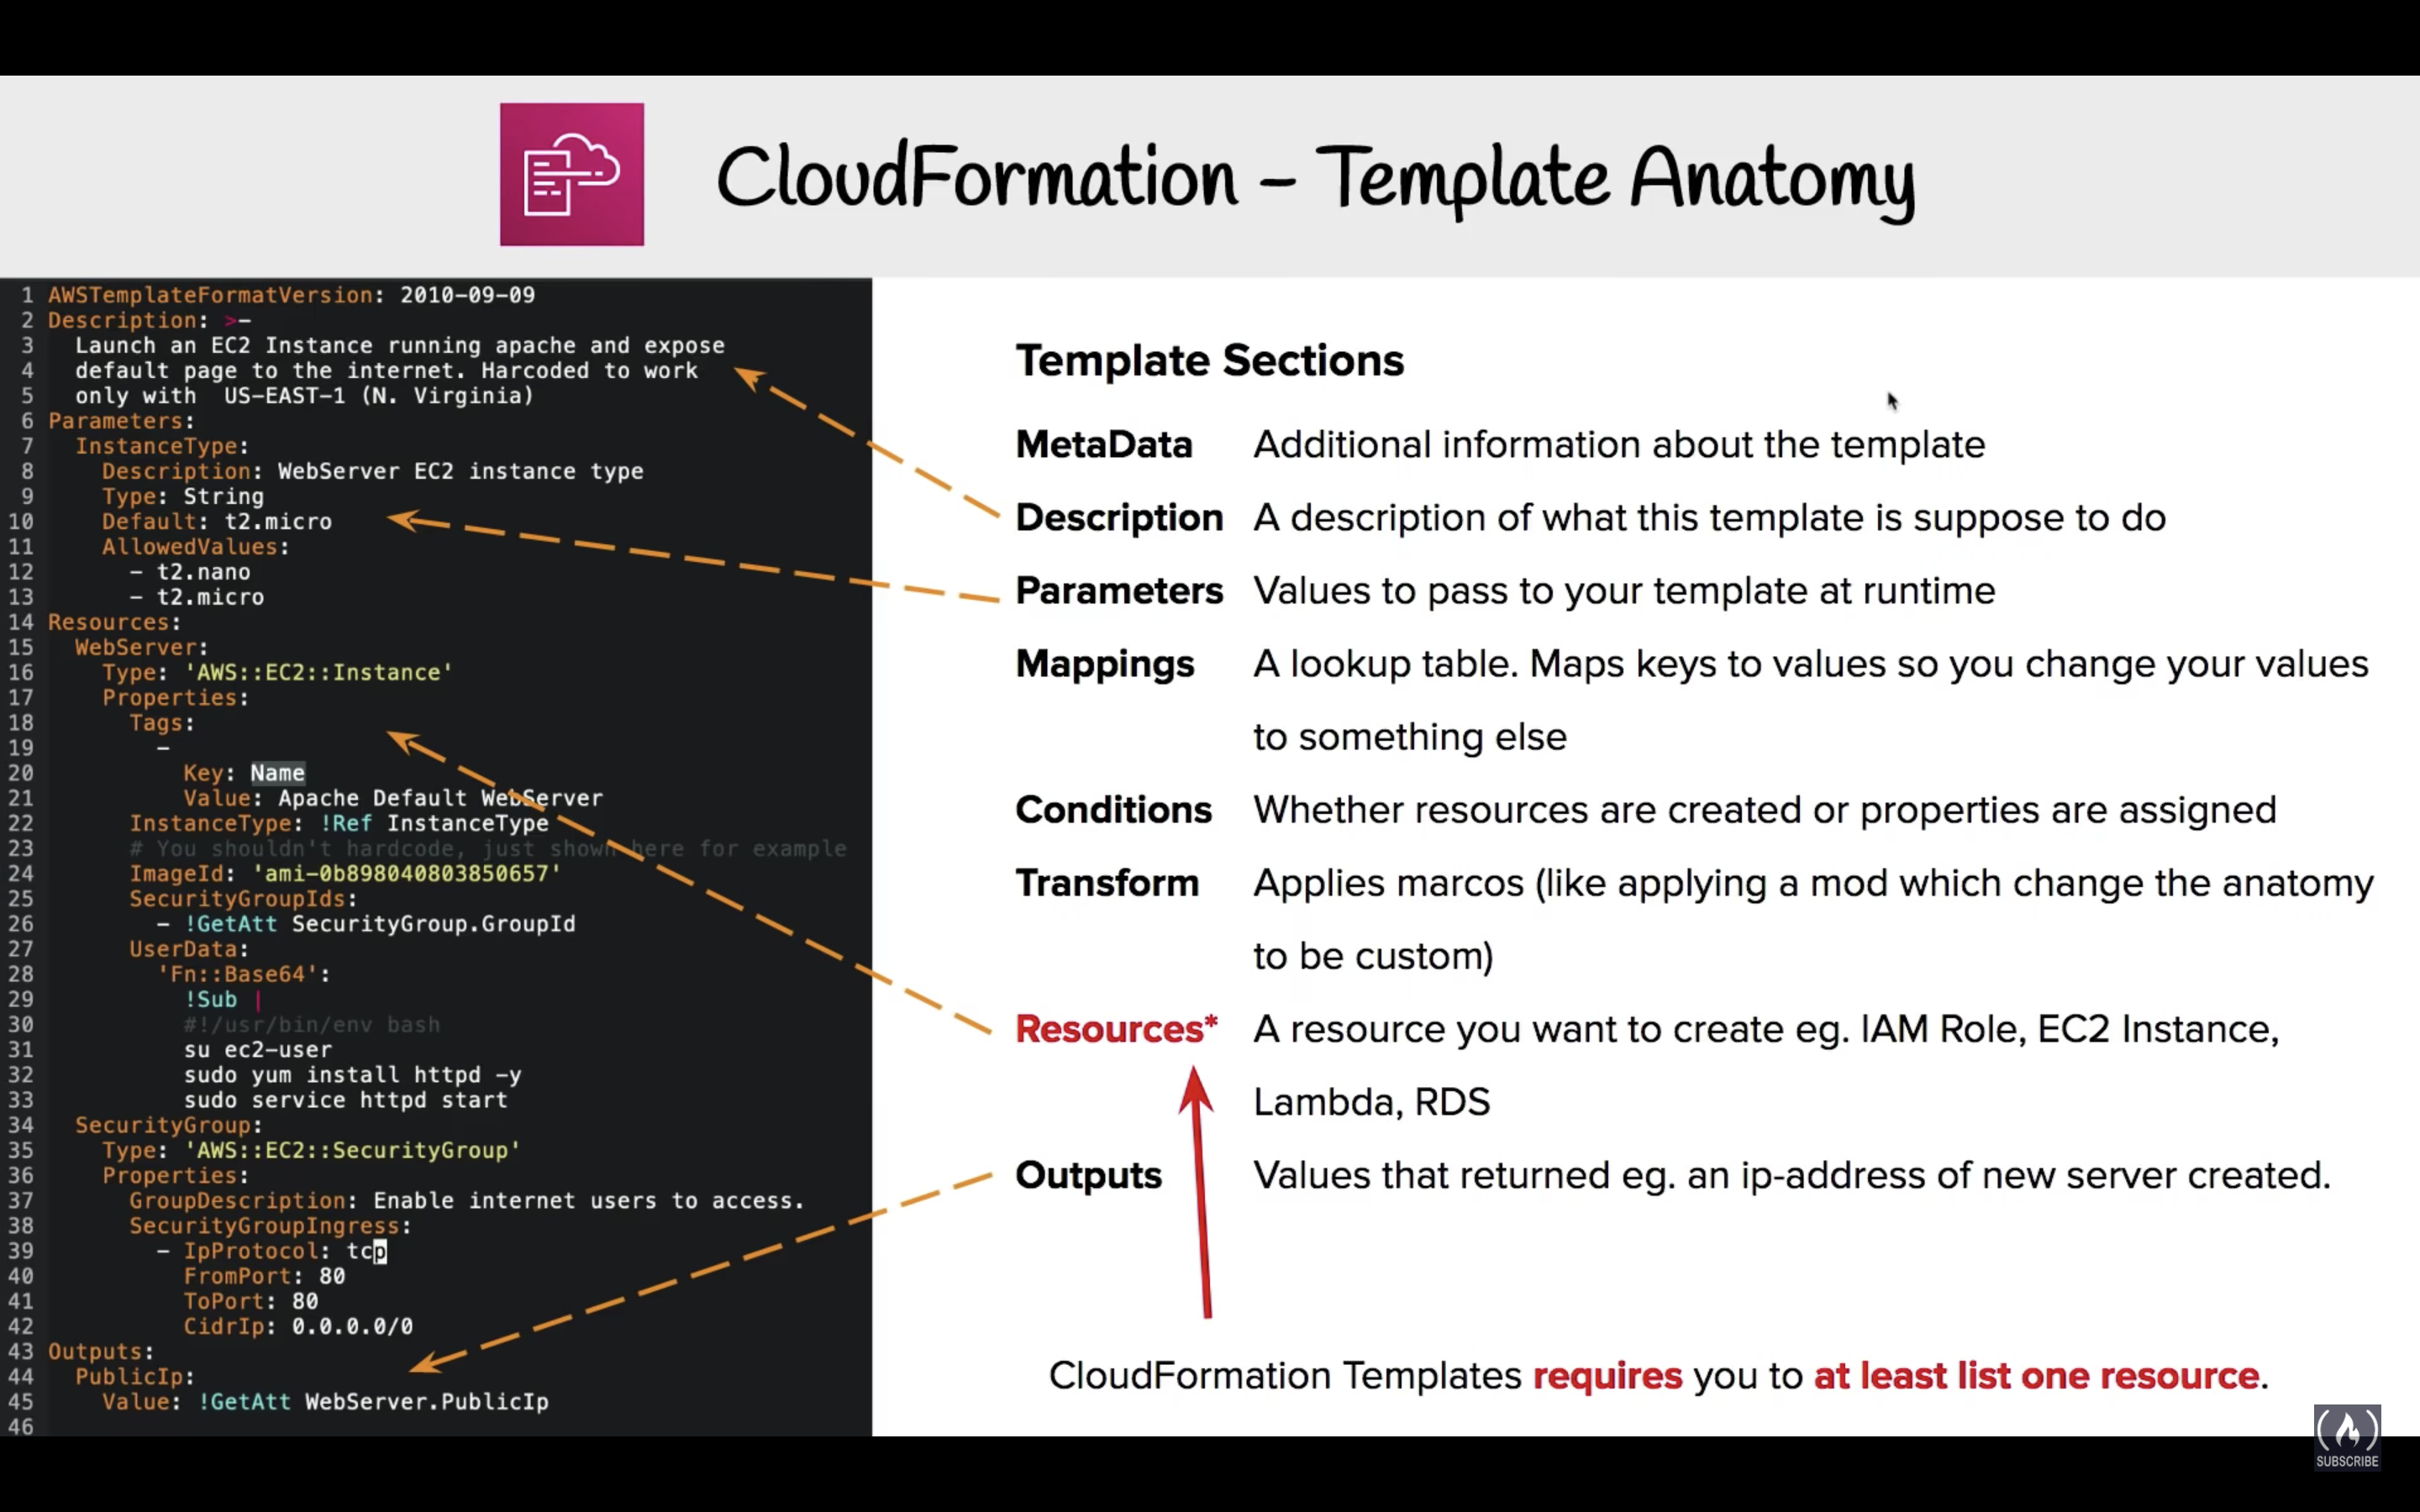 CloudFormation – Template Anatomy
1 AWSTemplateFormatVersion: 2010-09-09
2 Description: >-
3   Launch an EC2 Instance running apache and expose
4   default page to the internet. Harcoded to work
5   only with  US-EAST-1 (N. Virginia)
6 Parameters:
7   InstanceType:
8     Description: WebServer EC2 instance type
9     Type: String
10     Default: t2.micro
11     AllowedValues:
12       - t2.nano
13       - t2.micro
14 Resources:
15   WebServer:
16     Type: 'AWS::EC2::Instance'
17     Properties:
18       Tags:
19         -
20           Key: Name
21           Value: Apache Default WebServer
22       InstanceType: !Ref InstanceType
23       # You shouldn't hardcode, just shown here for example
24       ImageId: 'ami-0b898040803850657'
25       SecurityGroupIds:
26         - !GetAtt SecurityGroup.GroupId
27       UserData:
28         'Fn::Base64':
29           !Sub |
30           #!/usr/bin/env bash
31           su ec2-user
32           sudo yum install httpd -y
33           sudo service httpd start
34   SecurityGroup:
35     Type: 'AWS::EC2::SecurityGroup'
36     Properties:
37       GroupDescription: Enable internet users to access.
38       SecurityGroupIngress:
39         - IpProtocol: tcp
40           FromPort: 80
41           ToPort: 80
42           CidrIp: 0.0.0.0/0
43 Outputs:
44   PublicIp:
45     Value: !GetAtt WebServer.PublicIp
46
Template Sections
MetaData Additional information about the template
Description A description of what this template is suppose to do
Parameters Values to pass to your template at runtime
Mappings A lookup table. Maps keys to values so you change your values
to something else
Conditions Whether resources are created or properties are assigned
Transform Applies marcos (like applying a mod which change the anatomy
to be custom)
Resources* A resource you want to create eg. IAM Role, EC2 Instance,
Lambda, RDS
Outputs Values that returned eg. an ip-address of new server created.
CloudFormation Templates requires you to at least list one resource.
SUBSCRIBE